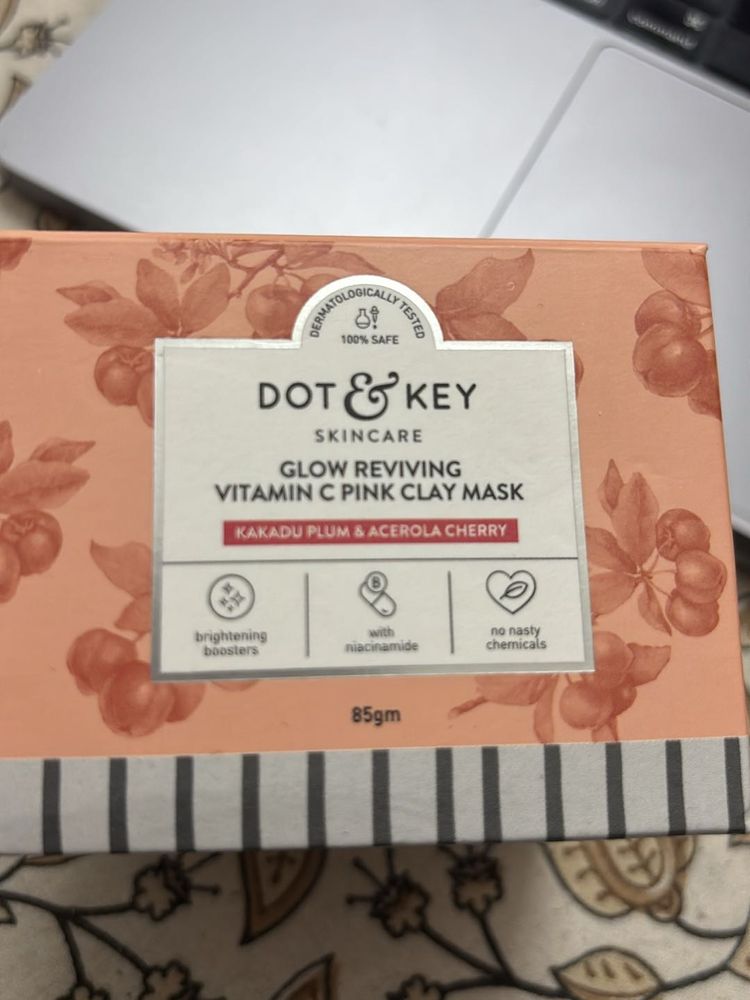 command
DERMATOLOGICALLY TESTED
100% SAFE
DOT & KEY
SKINCARE
GLOW REVIVING
VITAMIN C PINK CLAY MASK
KAKADU PLUM & ACEROLA CHERRY
B
brightening
boosters
with
niacinamide
no nasty
chemicals
85gm